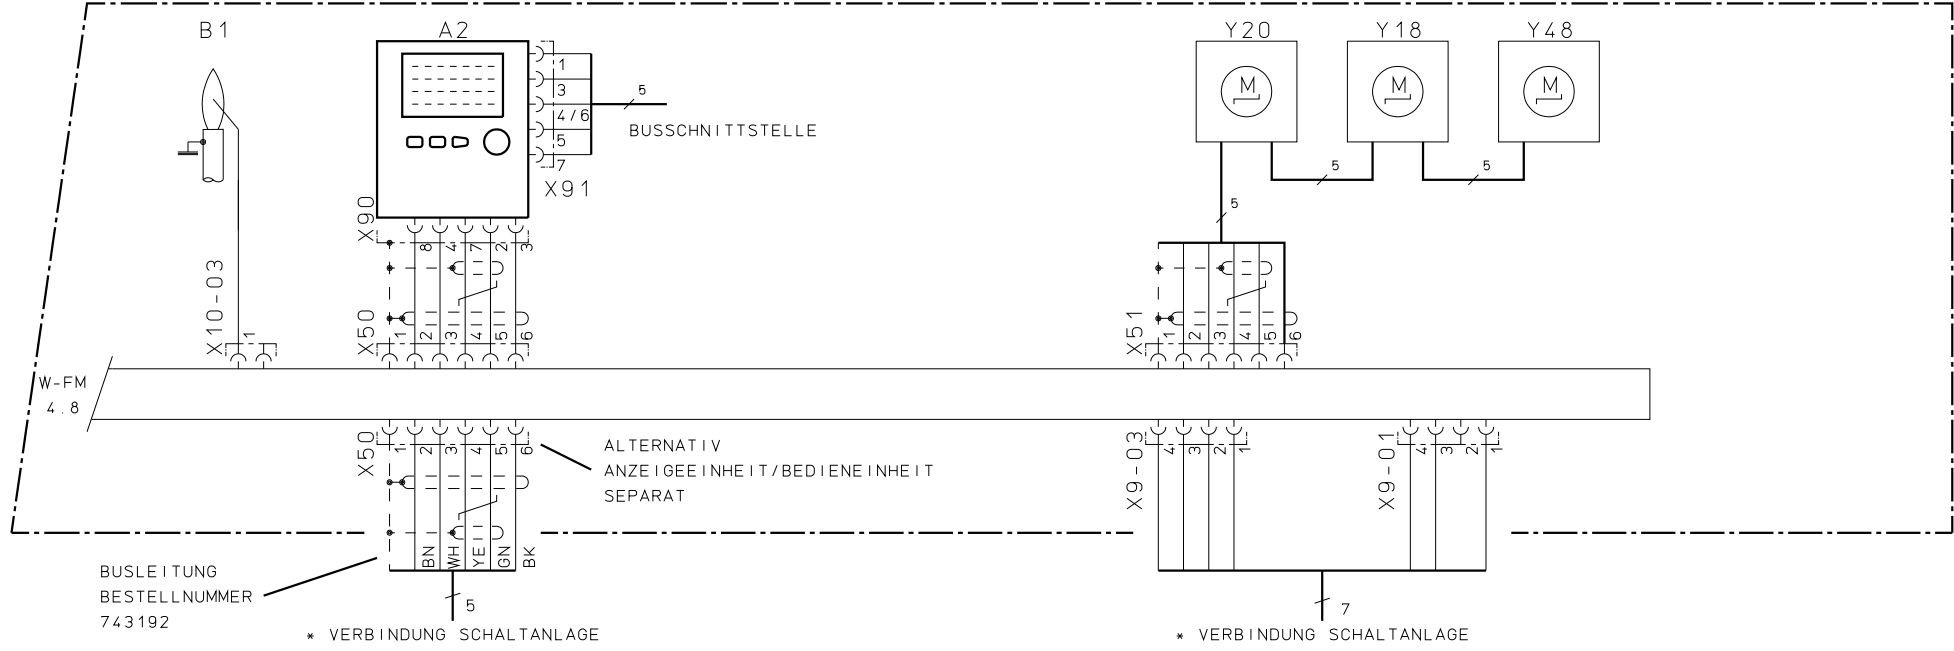 B1
A2
Y20
Y18
Y48
M
M
M
1
3
4/6
5
7
5
BUSSCHNITTSTELLE
X91
5
5
5
X90
8
4
7
2
3
X10-03
1
X50
1
2
3
4
5
6
X51
1
2
3
4
5
6
W-FM
4.8
X50
1
2
3
4
5
6
ALTERNATIV
ANZEIGEEINHEIT/BEDIENEINHEIT
SEPARAT
X9-03
4
3
2
1
X9-01
4
3
2
1
BN
WH
YE
GN
BK
BUSLEITUNG
BESTELLNUMMER
743192
5
7
* VERBINDUNG SCHALTANLAGE
* VERBINDUNG SCHALTANLAGE